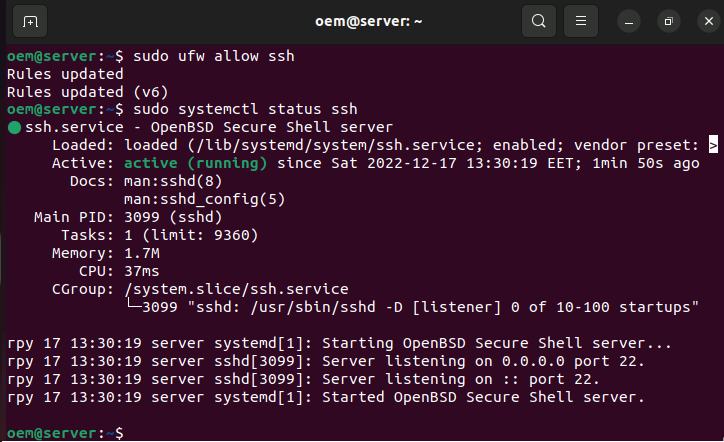 oem@server: ~
oem@server:~$ sudo ufw allow ssh
Rules updated
Rules updated (v6)
oem@server:~$ sudo systemctl status ssh
● ssh.service - OpenBSD Secure Shell server
     Loaded: loaded (/lib/systemd/system/ssh.service; enabled; vendor preset: >
     Active: active (running) since Sat 2022-12-17 13:30:19 EET; 1min 50s ago
       Docs: man:sshd(8)
             man:sshd_config(5)
   Main PID: 3099 (sshd)
      Tasks: 1 (limit: 9360)
     Memory: 1.7M
        CPU: 37ms
     CGroup: /system.slice/ssh.service
             └─3099 "sshd: /usr/sbin/sshd -D [listener] 0 of 10-100 startups"
rpy 17 13:30:19 server systemd[1]: Starting OpenBSD Secure Shell server...
rpy 17 13:30:19 server sshd[3099]: Server listening on 0.0.0.0 port 22.
rpy 17 13:30:19 server sshd[3099]: Server listening on :: port 22.
rpy 17 13:30:19 server systemd[1]: Started OpenBSD Secure Shell server.
oem@server:~$